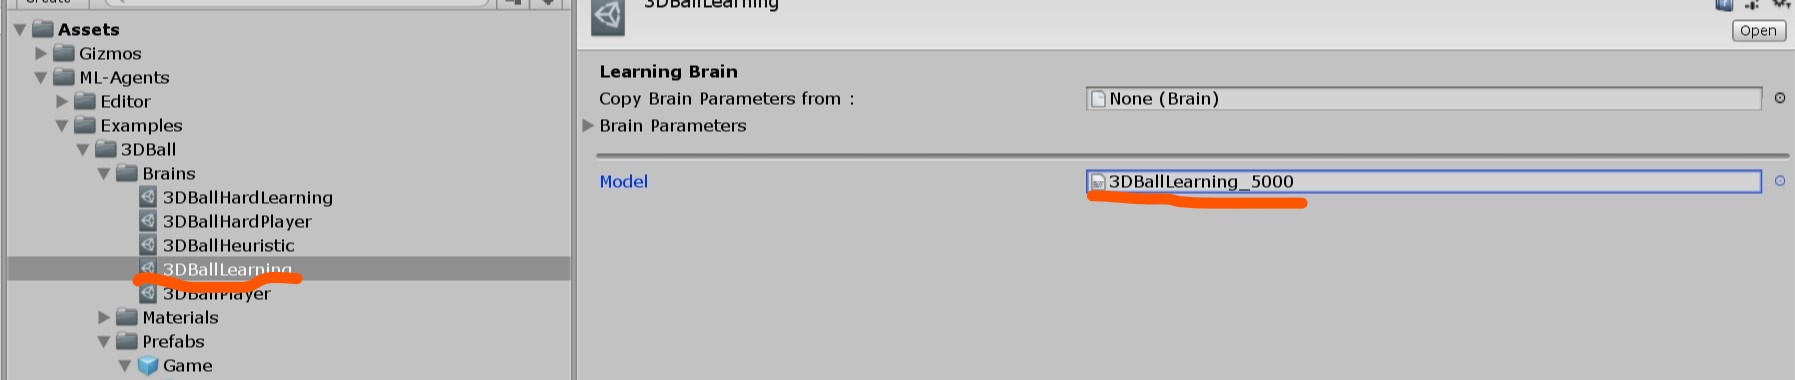 Create
Assets
Gizmos
ML-Agents
Editor
Examples
3DBall
Brains
3DBallHardLearning
3DBallHardPlayer
3DBallHeuristic
3DBallLearning
3DBallPlayer
Materials
Prefabs
Game
3DBallLearning
Open
Learning Brain
Copy Brain Parameters from :
None (Brain)
Brain Parameters
Model
3DBallLearning_5000